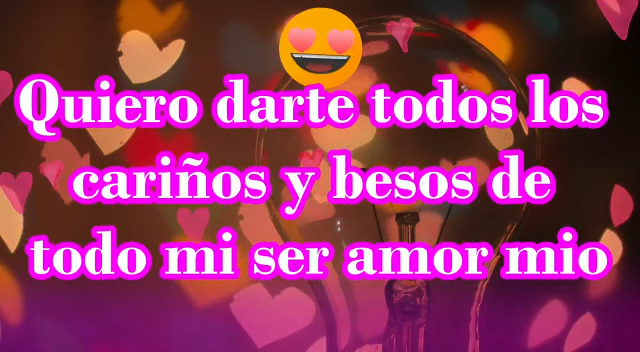 Quiero darte todos los
cariños y besos de
todo mi ser amor mio